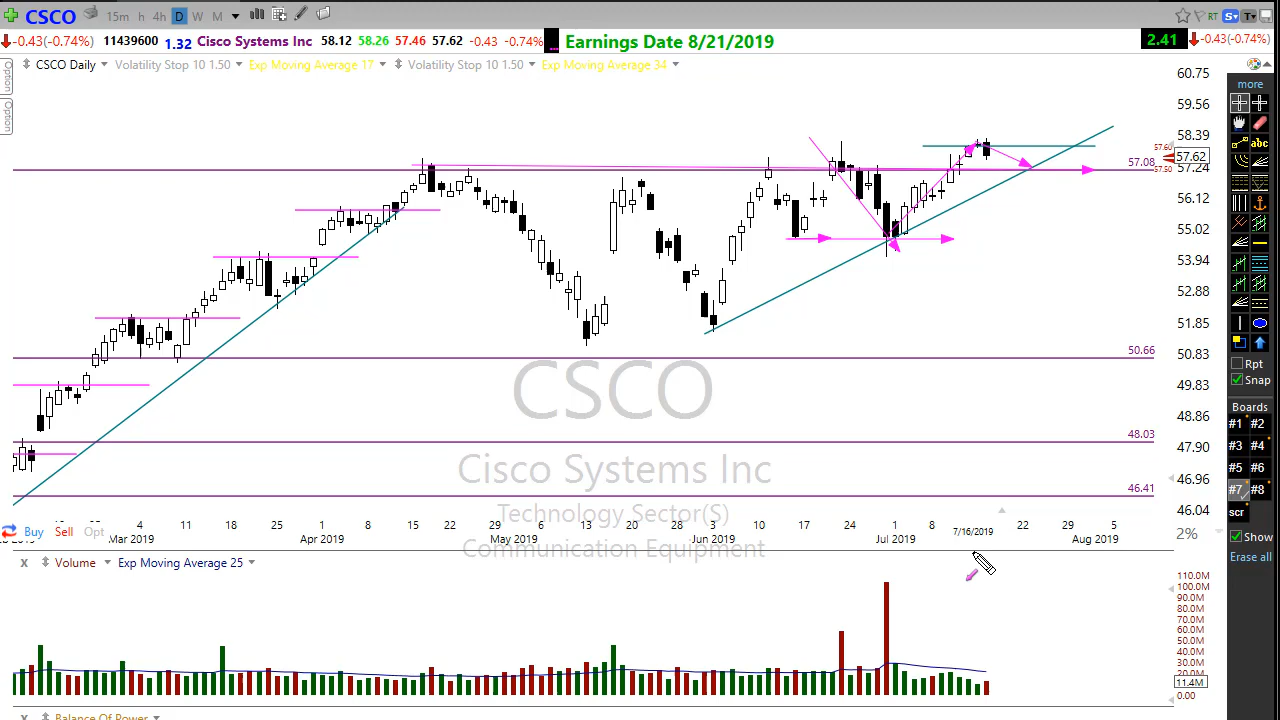 CSCO 15m h 4h D W M RT S T
-0.43(-0.74%) 11439600 1.32 Cisco Systems Inc 58.12 58.26 57.46 57.62 -0.43 -0.74% ... Earnings Date 8/21/2019 2.41 -0.43(-0.74%)
CSCO Daily Volatility Stop 10 1.50 Exp Moving Average 17 Volatility Stop 10 1.50 Exp Moving Average 34
Option
Option
60.75
59.56
58.39
57.60
57.62
57.50
57.24
56.12
55.02
53.94
52.88
51.85
50.83
49.83
48.86
47.90
46.96
46.04
57.08
50.66
48.03
46.41
CSCO
Cisco Systems Inc
Technology Sector(S)
Communication Equipment
4 11 18 25 1 8 15 22 29 6 13 20 28 3 10 17 24 1 8 22 29 5
Buy Sell Opt
Mar 2019 Apr 2019 May 2019 Jun 2019 Jul 2019 7/16/2019 Aug 2019
2%
X Volume Exp Moving Average 25
110.0M
100.0M
90.0M
80.0M
70.0M
60.0M
50.0M
40.0M
30.0M
20.0M
11.4M
0.00
X Balance Of Power
more
abc
Rpt
Snap
Boards
#1 #2
#3 #4
#5 #6
#7 #8
scr
Show
Erase all